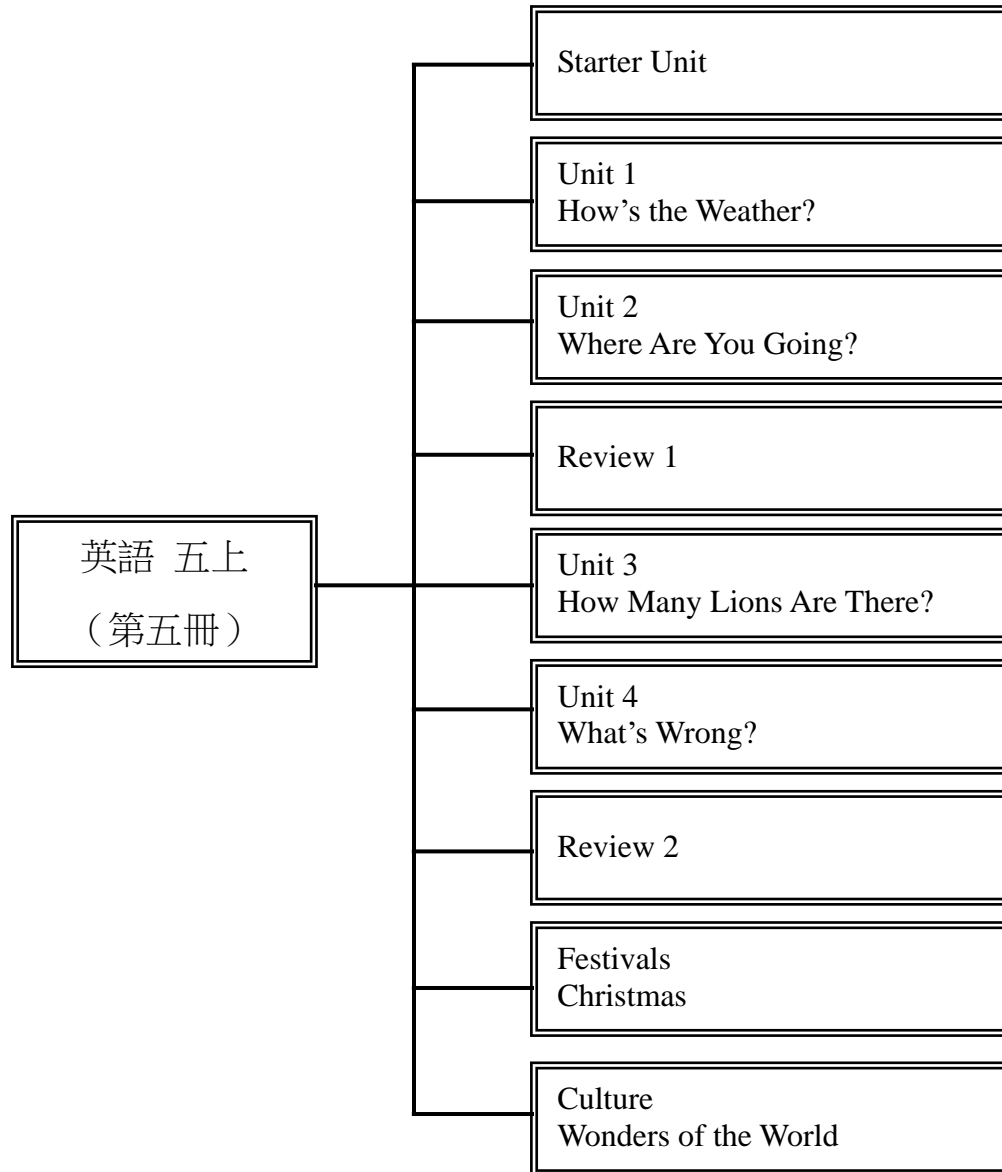 Starter Unit
Unit 1
How’s the Weather?
Unit 2
Where Are You Going?
Review 1
英語 五上
（第五冊）
Unit 3
How Many Lions Are There?
Unit 4
What’s Wrong?
Review 2
Festivals
Christmas
Culture
Wonders of the World